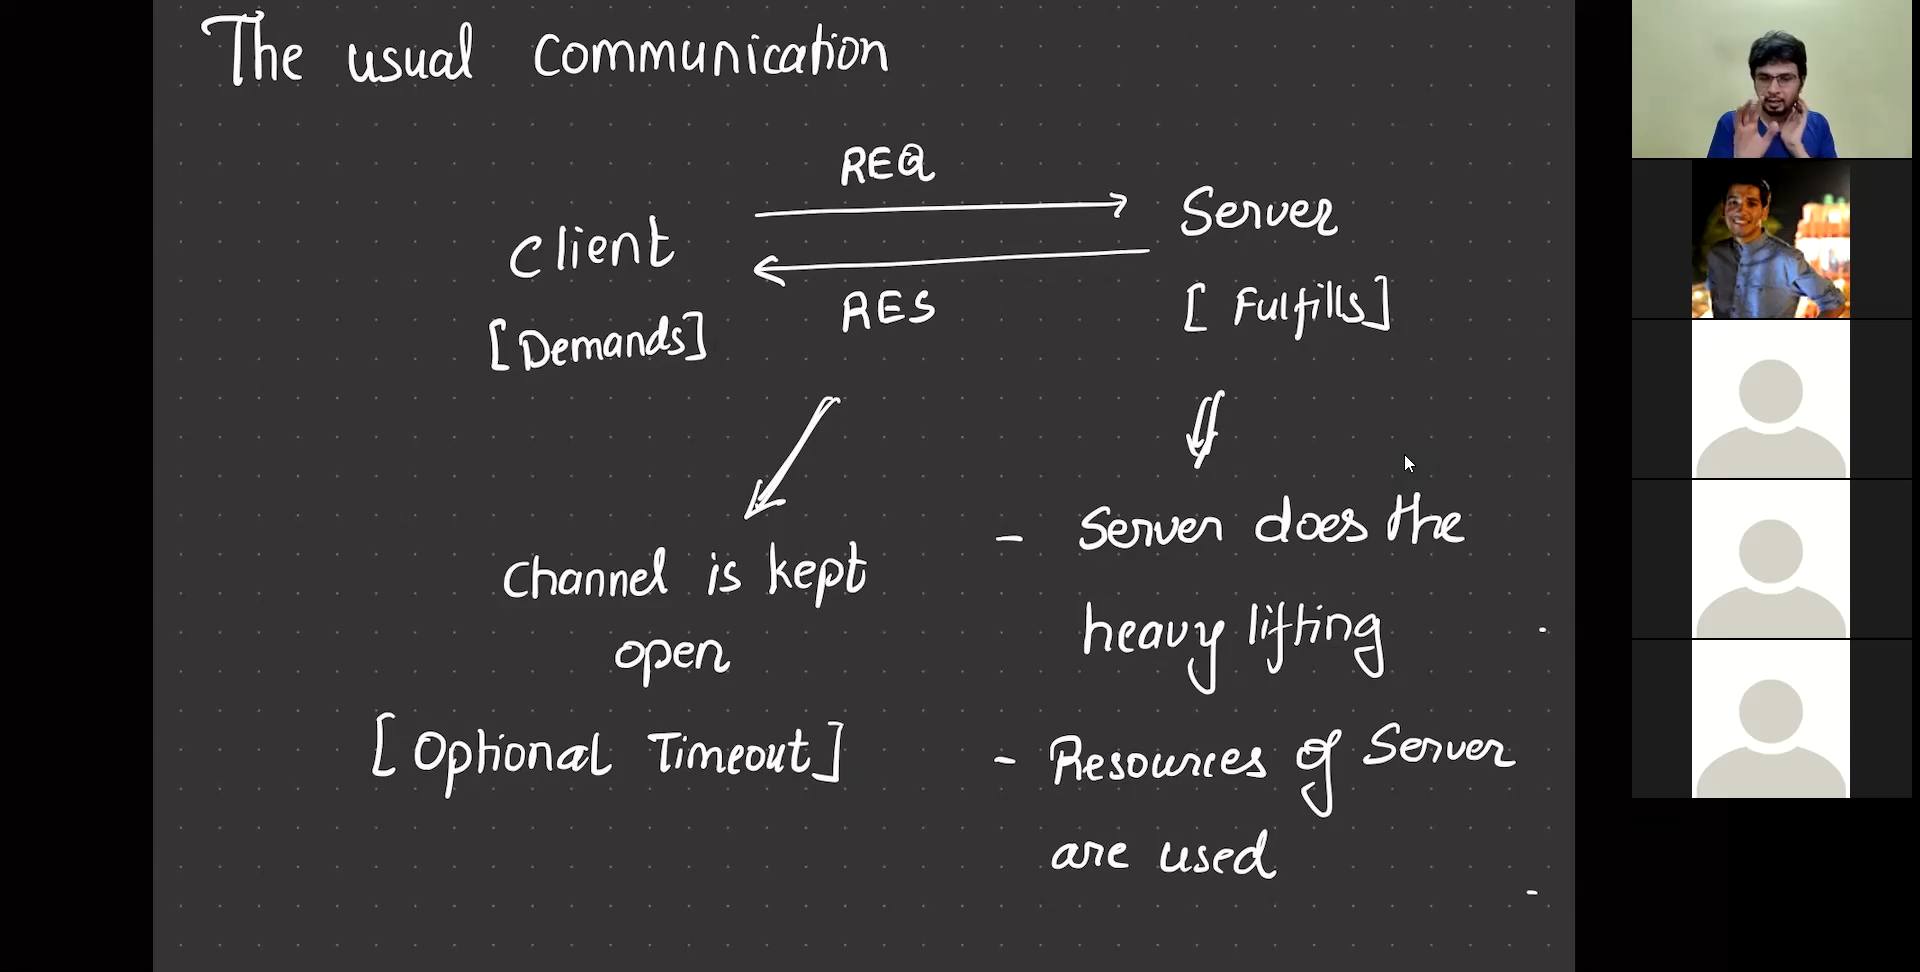 The usual communication
REQ
Client
Server
RES
[Demands]
[Fulfills]
Channel is kept
open
[Optional Timeout]
- Server does the
heavy lifting
- Resources of Server
are used